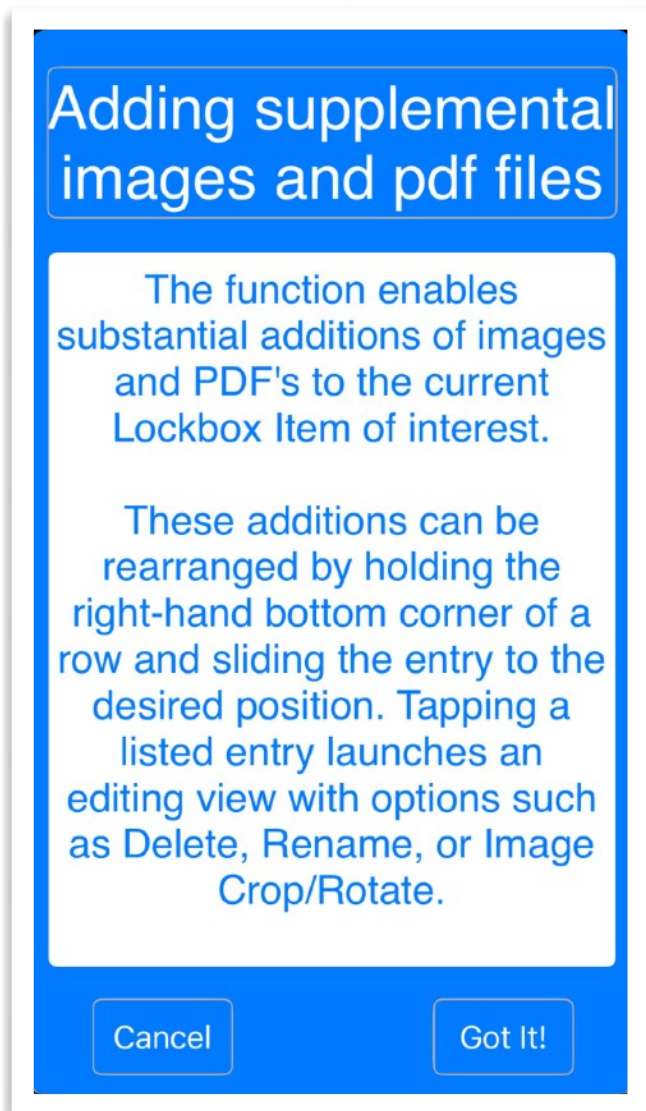 Adding supplemental
images and pdf files
The function enables
substantial additions of images
and PDF's to the current
Lockbox Item of interest.
These additions can be
rearranged by holding the
right-hand bottom corner of a
row and sliding the entry to the
desired position. Tapping a
listed entry launches an
editing view with options such
as Delete, Rename, or Image
Crop/Rotate.
Cancel
Got It!